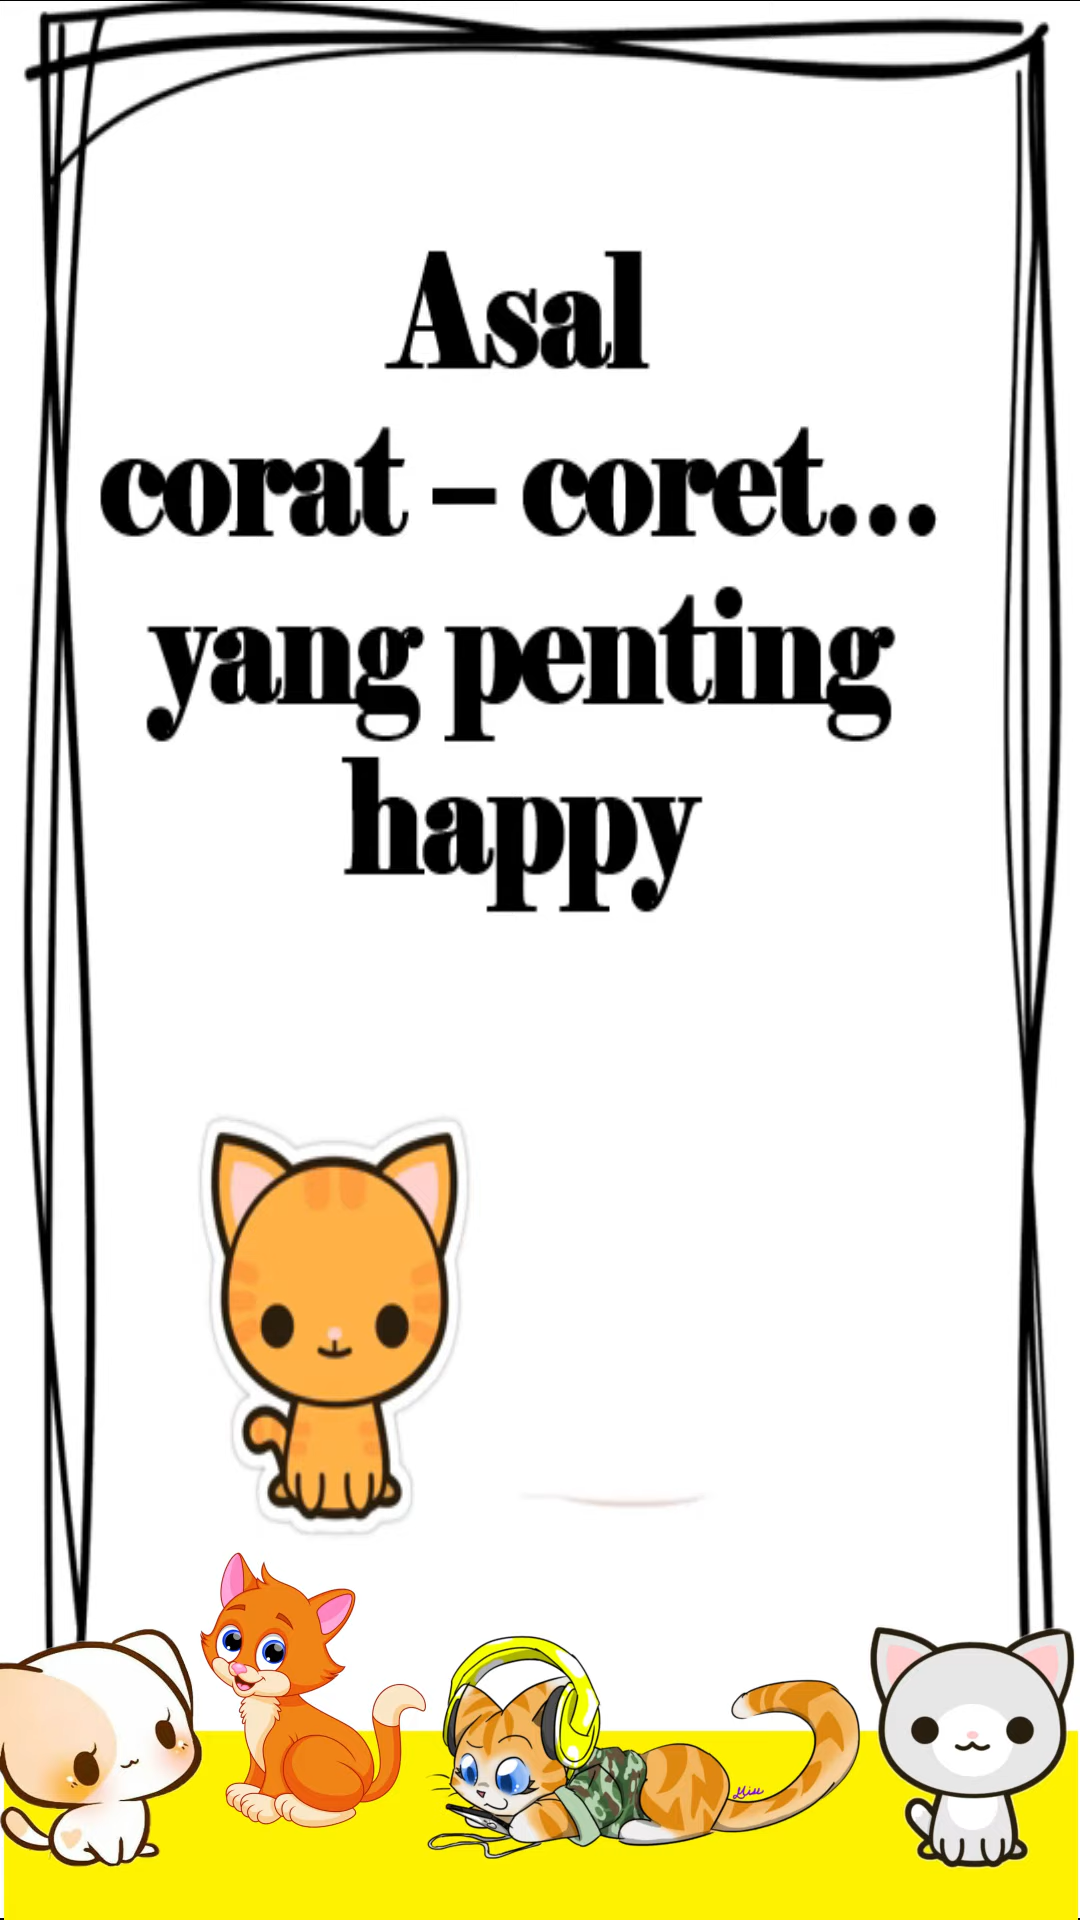 Asal
corat – coret...
yang penting
happy